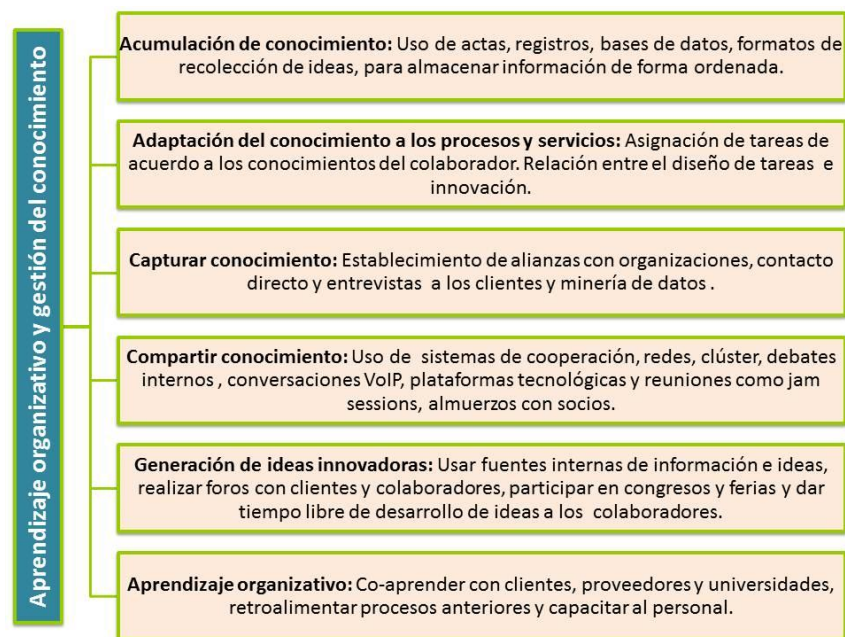 Aprendizaje organizativo y gestión del conocimiento
Acumulación de conocimiento: Uso de actas, registros, bases de datos, formatos de
recolección de ideas, para almacenar información de forma ordenada.
Adaptación del conocimiento a los procesos y servicios: Asignación de tareas de
acuerdo a los conocimientos del colaborador. Relación entre el diseño de tareas e
innovación.
Capturar conocimiento: Establecimiento de alianzas con organizaciones, contacto
directo y entrevistas a los clientes y minería de datos .
Compartir conocimiento: Uso de sistemas de cooperación, redes, clúster, debates
internos , conversaciones VoIP, plataformas tecnológicas y reuniones como jam
sessions, almuerzos con socios.
Generación de ideas innovadoras: Usar fuentes internas de información e ideas,
realizar foros con clientes y colaboradores, participar en congresos y ferias y dar
tiempo libre de desarrollo de ideas a los colaboradores.
Aprendizaje organizativo: Co-aprender con clientes, proveedores y universidades,
retroalimentar procesos anteriores y capacitar al personal.